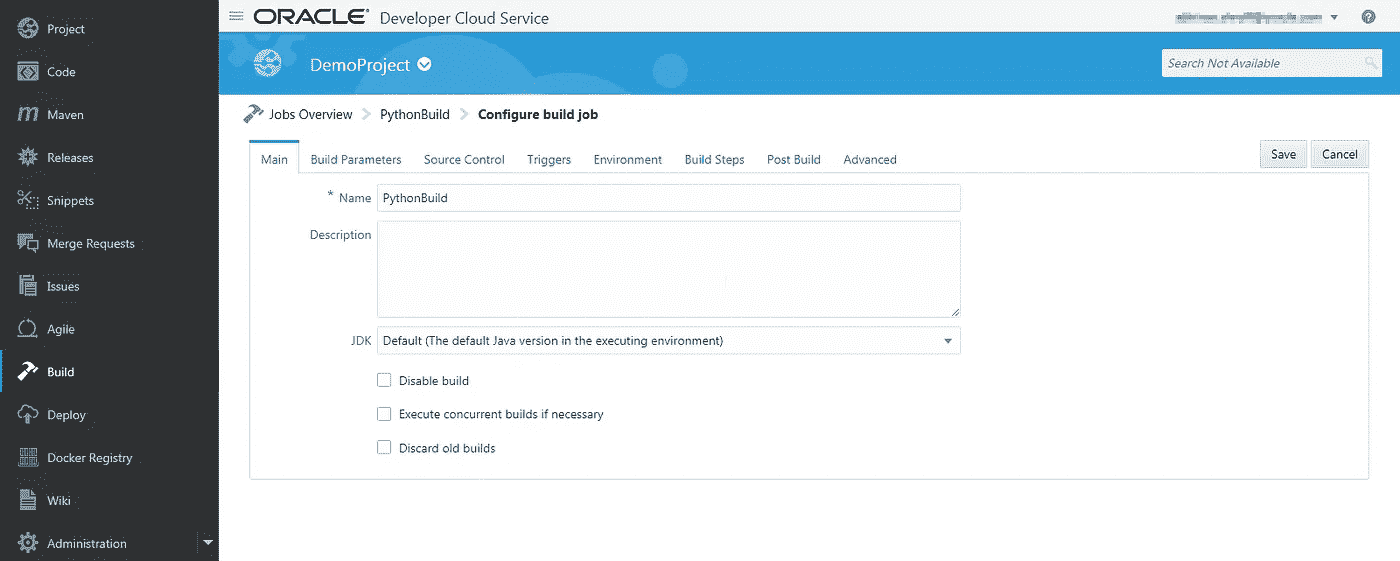 ORACLE® Developer Cloud Service
DemoProject
Search Not Available
Project
Code
Maven
Releases
Snippets
Merge Requests
Issues
Agile
Build
Deploy
Docker Registry
Wiki
Administration
Jobs Overview > PythonBuild > Configure build job
Main Build Parameters Source Control Triggers Environment Build Steps Post Build Advanced Save Cancel
* Name PythonBuild
Description
JDK Default (The default Java version in the executing environment)
Disable build
Execute concurrent builds if necessary
Discard old builds